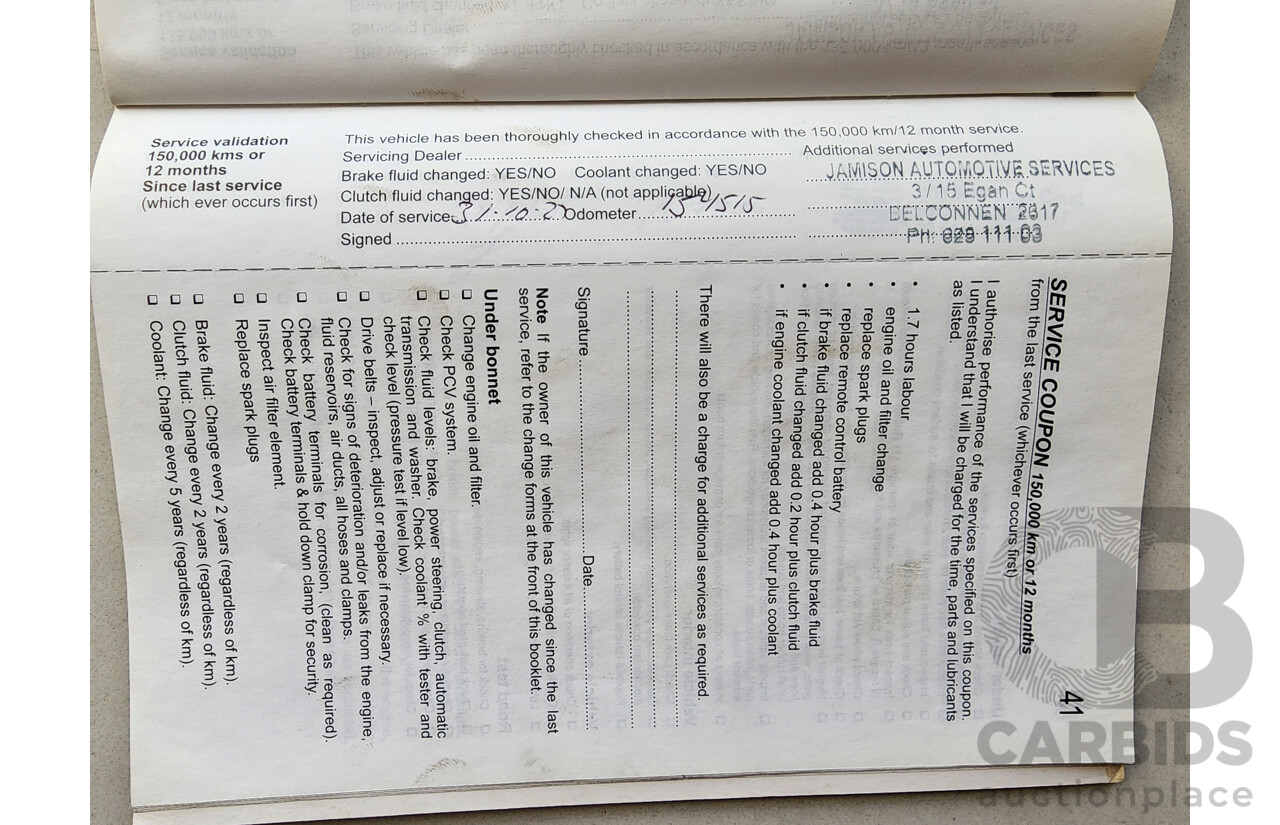 Service validation
150,000 kms or
12 months
Since last service
(which ever occurs first)
This vehicle has been thoroughly checked in accordance with the 150,000 km/12 month service.
Servicing Dealer
Additional services performed
Brake fluid changed: YES/NO Coolant changed: YES/NO
Clutch fluid changed: YES/NO/ N/A (not applicable)
Date of service Odometer
Signed
JAMISON AUTOMOTIVE SERVICES
3/15 Egan Ct
BELCONNEN 2617
SERVICE COUPON 150,000 km or 12 months
41
from the last service (whichever occurs first)
I authorise performance of the services specified on this coupon.
I understand that I will be charged for the time, parts and lubricants
as listed.
• 1.7 hours labour
• engine oil and filter change
• replace spark plugs
• replace remote control battery
• if brake fluid changed add 0.4 hour plus brake fluid
• if clutch fluid changed add 0.2 hour plus clutch fluid
• if engine coolant changed add 0.4 hour plus coolant
There will also be a charge for additional services as required.
Signature Date
Note If the owner of this vehicle has changed since the last
service, refer to the change forms at the front of this booklet.
Under bonnet
❑ Change engine oil and filter.
❑ Check PCV system.
❑ Check fluid levels: brake, power steering, clutch, automatic
transmission and washer. Check coolant % with tester and
check level (pressure test if level low).
❑ Drive belts – inspect, adjust or replace if necessary.
❑ Check for signs of deterioration and/or leaks from the engine,
fluid reservoirs, air ducts, all hoses and clamps.
❑ Check battery terminals for corrosion, (clean as required).
Check battery terminals & hold down clamp for security.
❑ Inspect air filter element.
❑ Replace spark plugs
❑ Brake fluid: Change every 2 years (regardless of km).
❑ Clutch fluid: Change every 2 years (regardless of km).
❑ Coolant: Change every 5 years (regardless of km).
CARBIDS
auctionplace